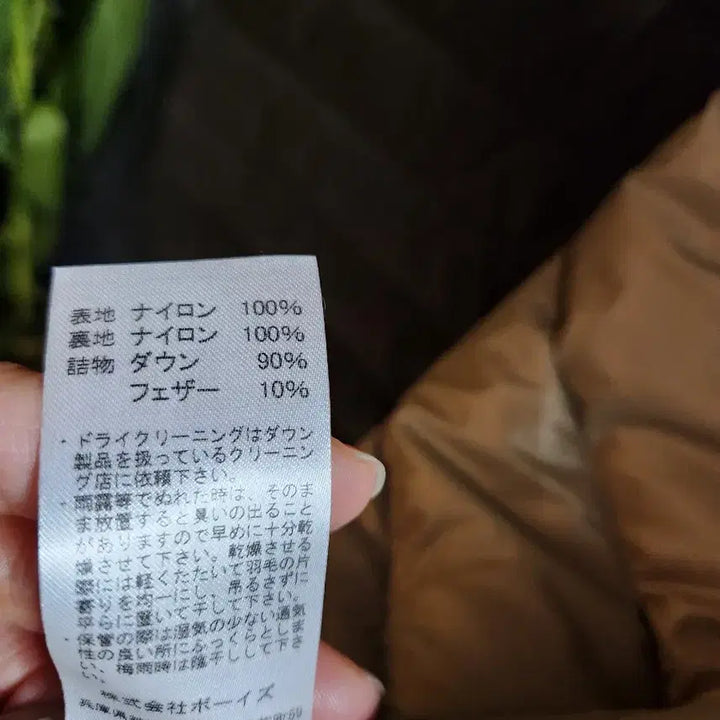 表地 ナイロン 100%
裏地 ナイロン 100%
詰物 ダウン 90%
フェザー 10%
・ドライクリーニングはダウン
製品を扱っているクリーニン
グ店に依頼下さい。
・雨露等でぬれた時は、そのま
ま放置すると臭いの出ること
がありますので早めに十分乾
燥させて下さい。乾燥させる
際には軽くたたいて羽毛の片
寄りを均一にし、吊るさずに
平らに置いて干して下さい。
・保管の際は湿気の少ない通気
性の良い所にふっくらとしま
い、梅雨時は陰干しして下さ
い。
株式会社ボーイズ
兵庫県